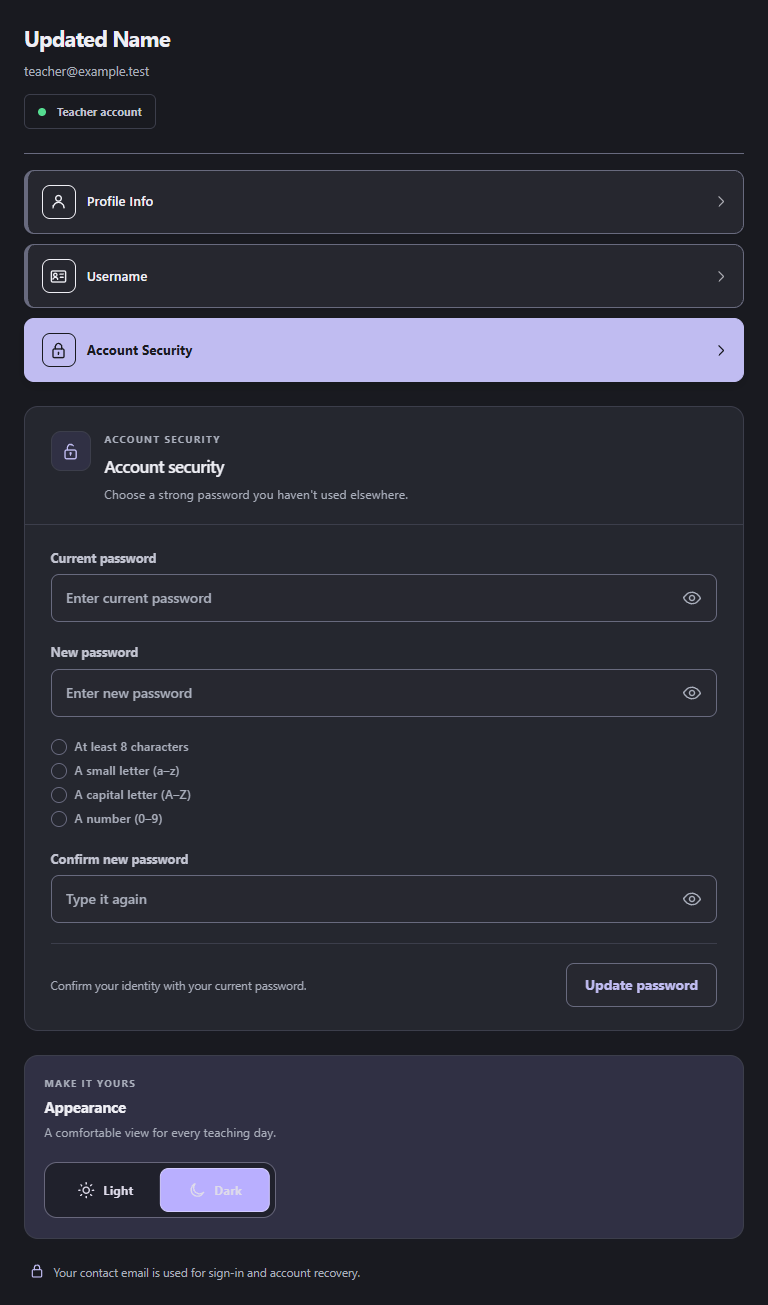 Updated Name
teacher@example.test
Teacher account
Profile Info
Username
Account Security
ACCOUNT SECURITY
Account security
Choose a strong password you haven't used elsewhere.
Current password
Enter current password
New password
Enter new password
At least 8 characters
A small letter (a–z)
A capital letter (A–Z)
A number (0–9)
Confirm new password
Type it again
Confirm your identity with your current password.
Update password
MAKE IT YOURS
Appearance
A comfortable view for every teaching day.
Light
Dark
Your contact email is used for sign-in and account recovery.